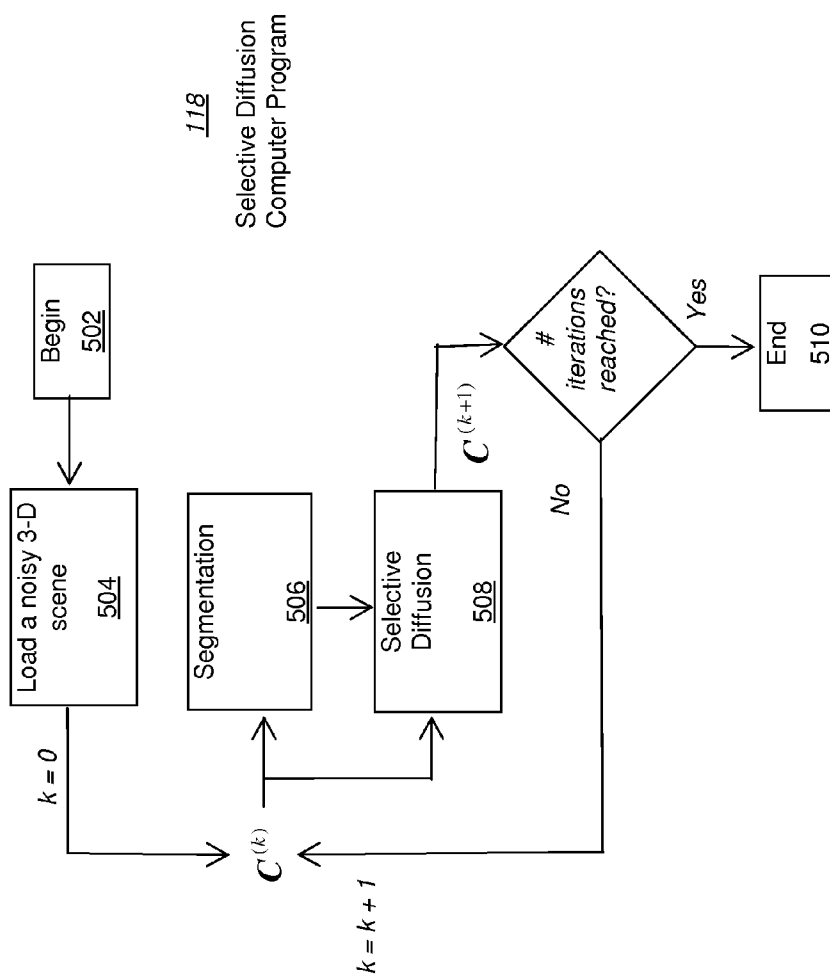 118
Selective Diffusion
Computer Program
Begin
502
Load a noisy 3-D
scene
504
k = 0
C(k)
Segmentation
506
Selective
Diffusion
508
C(k+1)
#
iterations
reached?
No
k = k + 1
Yes
End
510